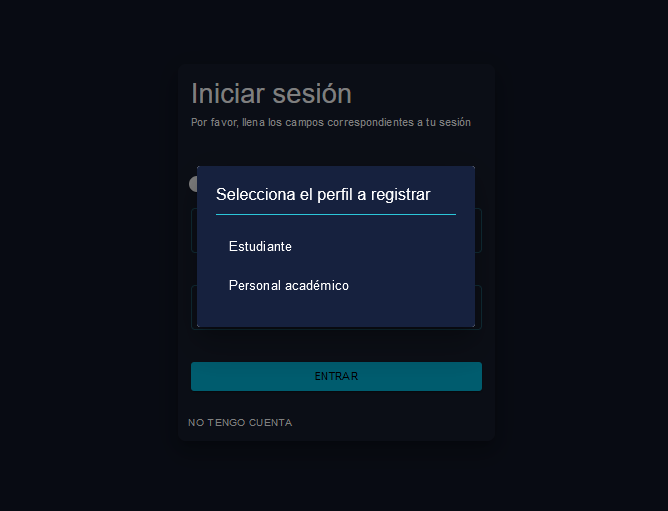 Iniciar sesión
Por favor, llena los campos correspondientes a tu sesión
Selecciona el perfil a registrar
Estudiante
Personal académico
ENTRAR
NO TENGO CUENTA